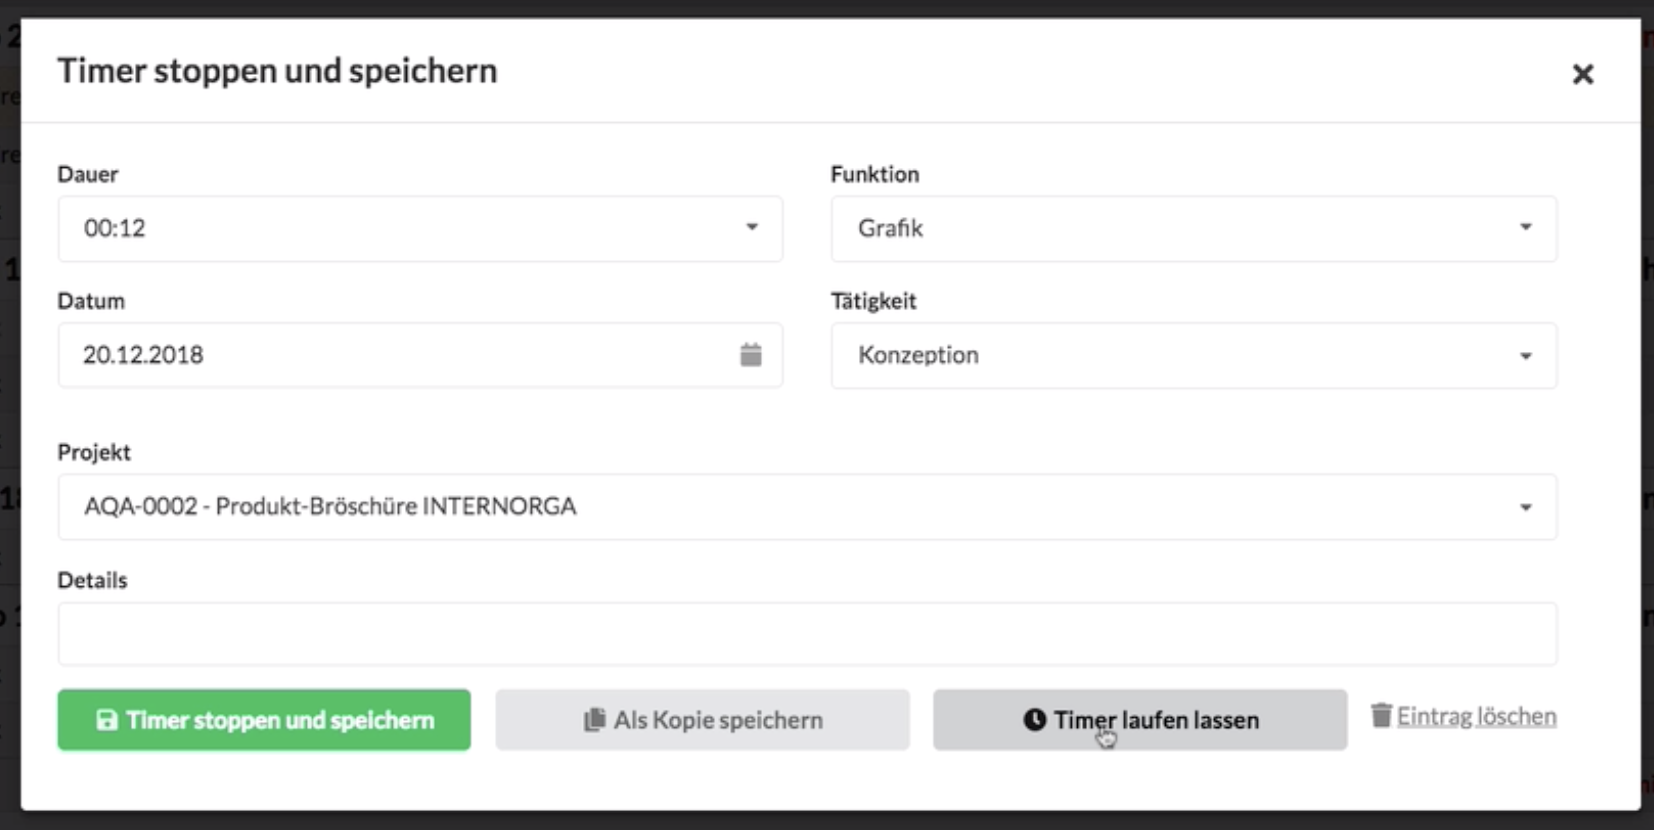 Timer stoppen und speichern
Dauer
00:12
Funktion
Grafik
Datum
20.12.2018
Tätigkeit
Konzeption
Projekt
AQA-0002 - Produkt-Bröschüre INTERNORGA
Details
Timer stoppen und speichern
Als Kopie speichern
Timer laufen lassen
Eintrag löschen